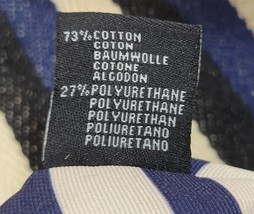 73% COTTON
COTON
BAUMWOLLE
COTONE
ALGODON
27% POLYURETHANE
POLYURETHANE
POLYURETHAN
POLIURETANO
POLIURETANO